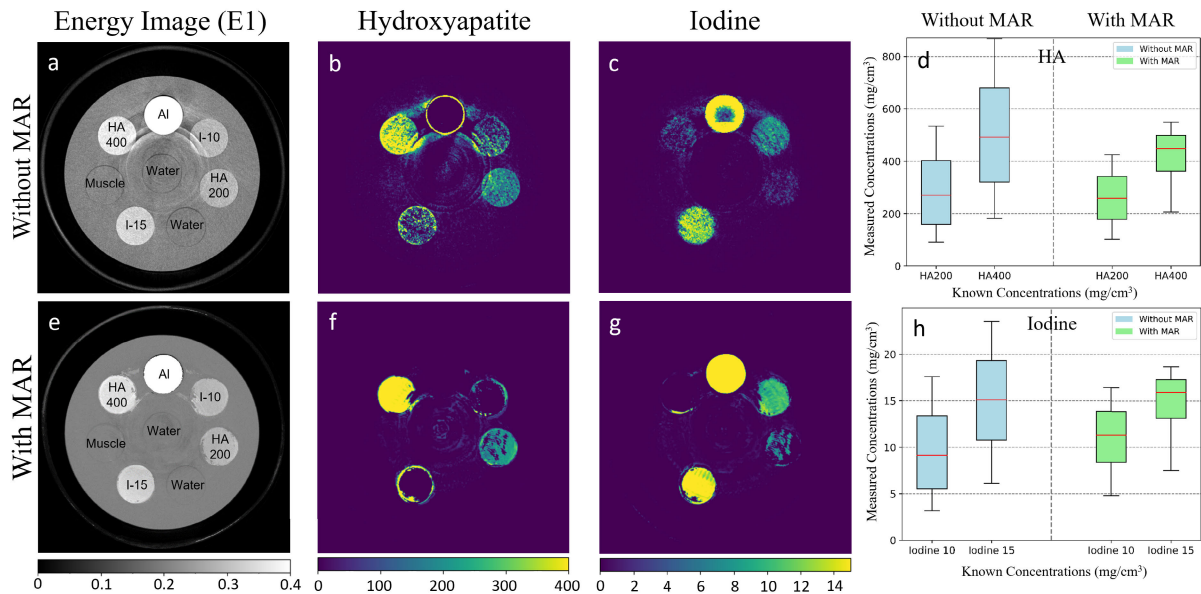 Energy Image (E1)
Hydroxyapatite
Iodine
Without MAR
With MAR
Without MAR
a
Al
HA
400
I-10
Muscle
Water
HA
200
I-15
Water
b
c
d
HA
Without MAR
With MAR
Measured Concentrations (mg/cm³)
800
600
400
200
0
HA200
HA400
HA200
HA400
Known Concentrations (mg/cm³)
With MAR
e
Al
HA
400
I-10
Muscle
Water
HA
200
I-15
Water
f
g
h
Iodine
Without MAR
With MAR
Measured Concentrations (mg/cm³)
20
15
10
5
0
Iodine 10
Iodine 15
Iodine 10
Iodine 15
Known Concentrations (mg/cm³)
0
0.1
0.2
0.3
0.4
0
100
200
300
400
0
2
4
6
8
10
12
14